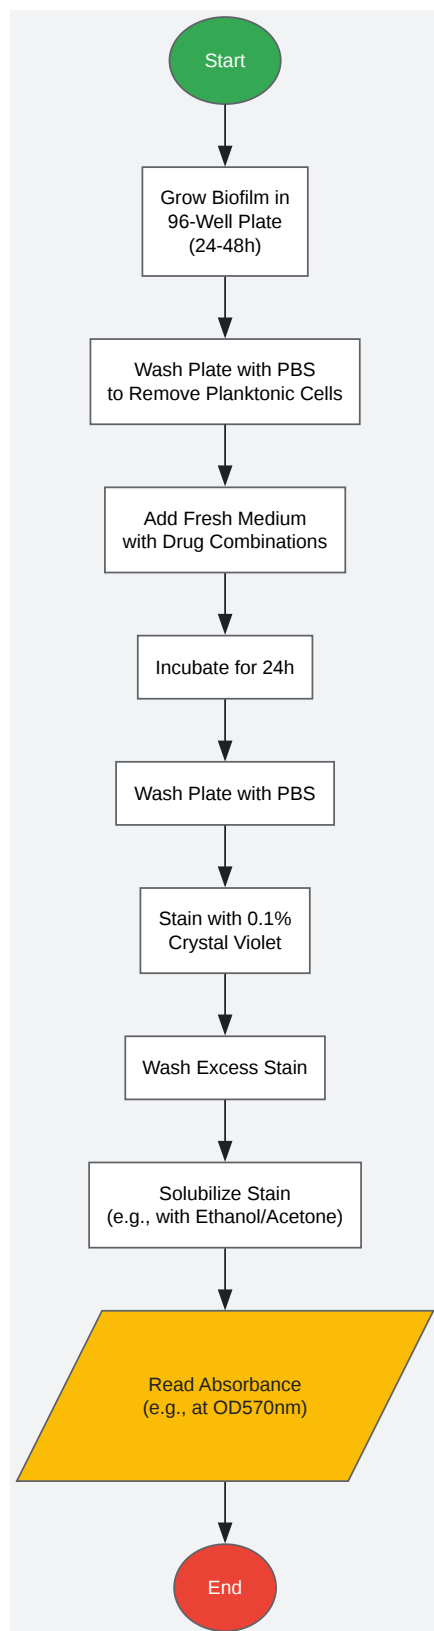 Start
Grow Biofilm in
96-Well Plate
(24-48h)
Wash Plate with PBS
to Remove Planktonic Cells
Add Fresh Medium
with Drug Combinations
Incubate for 24h
Wash Plate with PBS
Stain with 0.1%
Crystal Violet
Wash Excess Stain
Solubilize Stain
(e.g., with Ethanol/Acetone)
Read Absorbance
(e.g., at OD570nm)
End